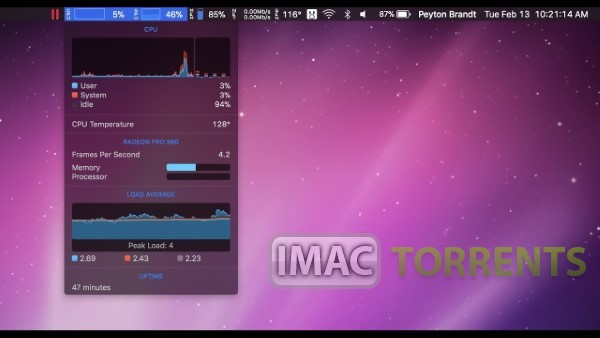 5% 46% 85% 0.00Mb/s 0.00Mb/s 116° 87% Peyton Brandt Tue Feb 13 10:21:14 AM
CPU
User 3%
System 3%
Idle 94%
CPU Temperature 128°
RADEON PRO 560
Frames Per Second 4.2
Memory
Processor
LOAD AVERAGE
Peak Load: 4
2.69 2.43 2.23
UPTIME
47 minutes
IMAC TORRENTS